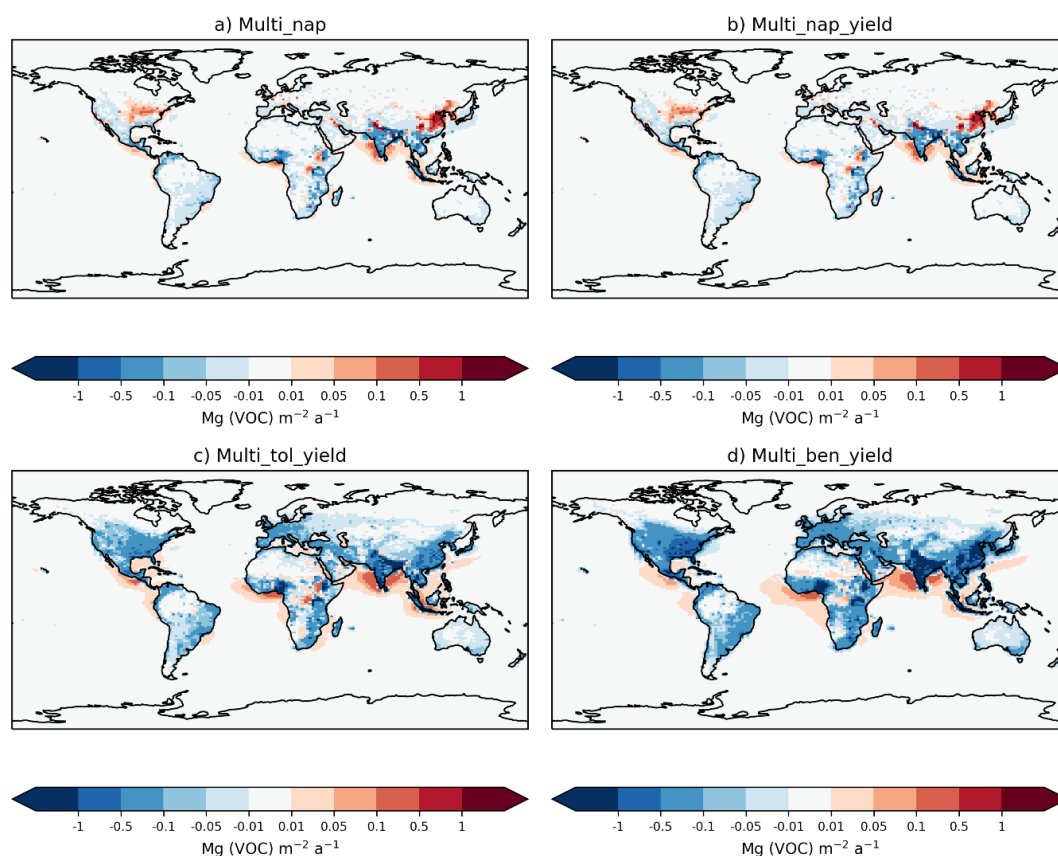 a) Multi_nap
b) Multi_nap_yield
-1 -0.5 -0.1 -0.05 -0.01 0.01 0.05 0.1 0.5 1
-1 -0.5 -0.1 -0.05 -0.01 0.01 0.05 0.1 0.5 1
Mg (VOC) m⁻² a⁻¹
Mg (VOC) m⁻² a⁻¹
c) Multi_tol_yield
d) Multi_ben_yield
-1 -0.5 -0.1 -0.05 -0.01 0.01 0.05 0.1 0.5 1
-1 -0.5 -0.1 -0.05 -0.01 0.01 0.05 0.1 0.5 1
Mg (VOC) m⁻² a⁻¹
Mg (VOC) m⁻² a⁻¹